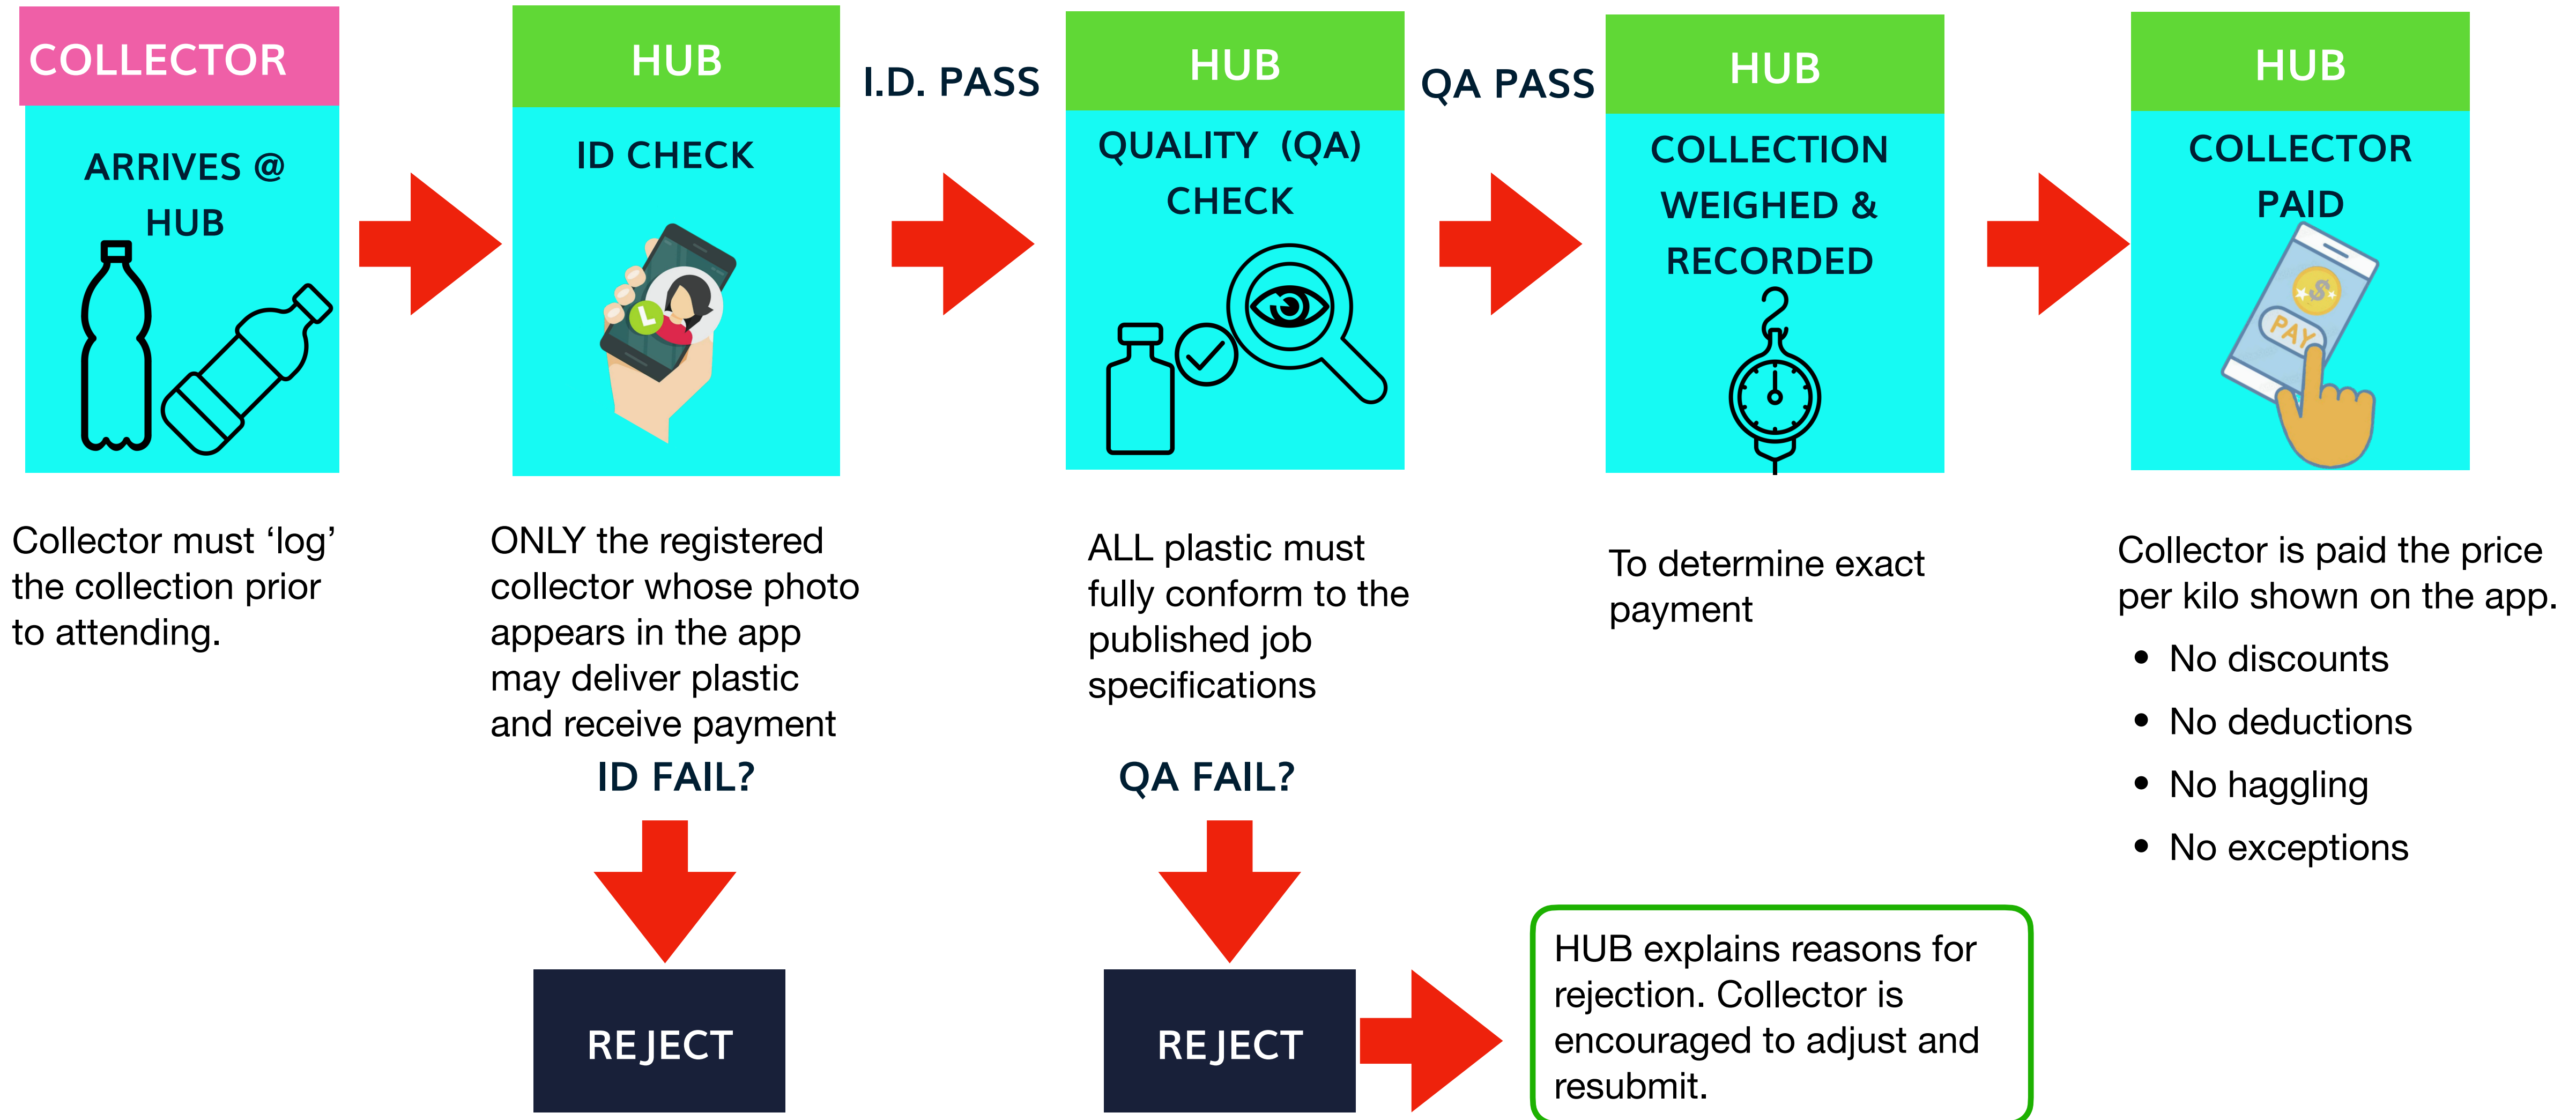 COLLECTOR
ARRIVES @
HUB
Collector must ‘log’
the collection prior
to attending.
HUB
ID CHECK
L
ONLY the registered
collector whose photo
appears in the app
may deliver plastic
and receive payment
ID FAIL?
REJECT
I.D. PASS
HUB
QUALITY (QA)
CHECK
ALL plastic must
fully conform to the
published job
specifications
QA FAIL?
REJECT
HUB explains reasons for
rejection. Collector is
encouraged to adjust and
resubmit.
QA PASS
HUB
COLLECTION
WEIGHED &
RECORDED
To determine exact
payment
HUB
COLLECTOR
PAID
$
PAY
Collector is paid the price
per kilo shown on the app.
• No discounts
• No deductions
• No haggling
• No exceptions